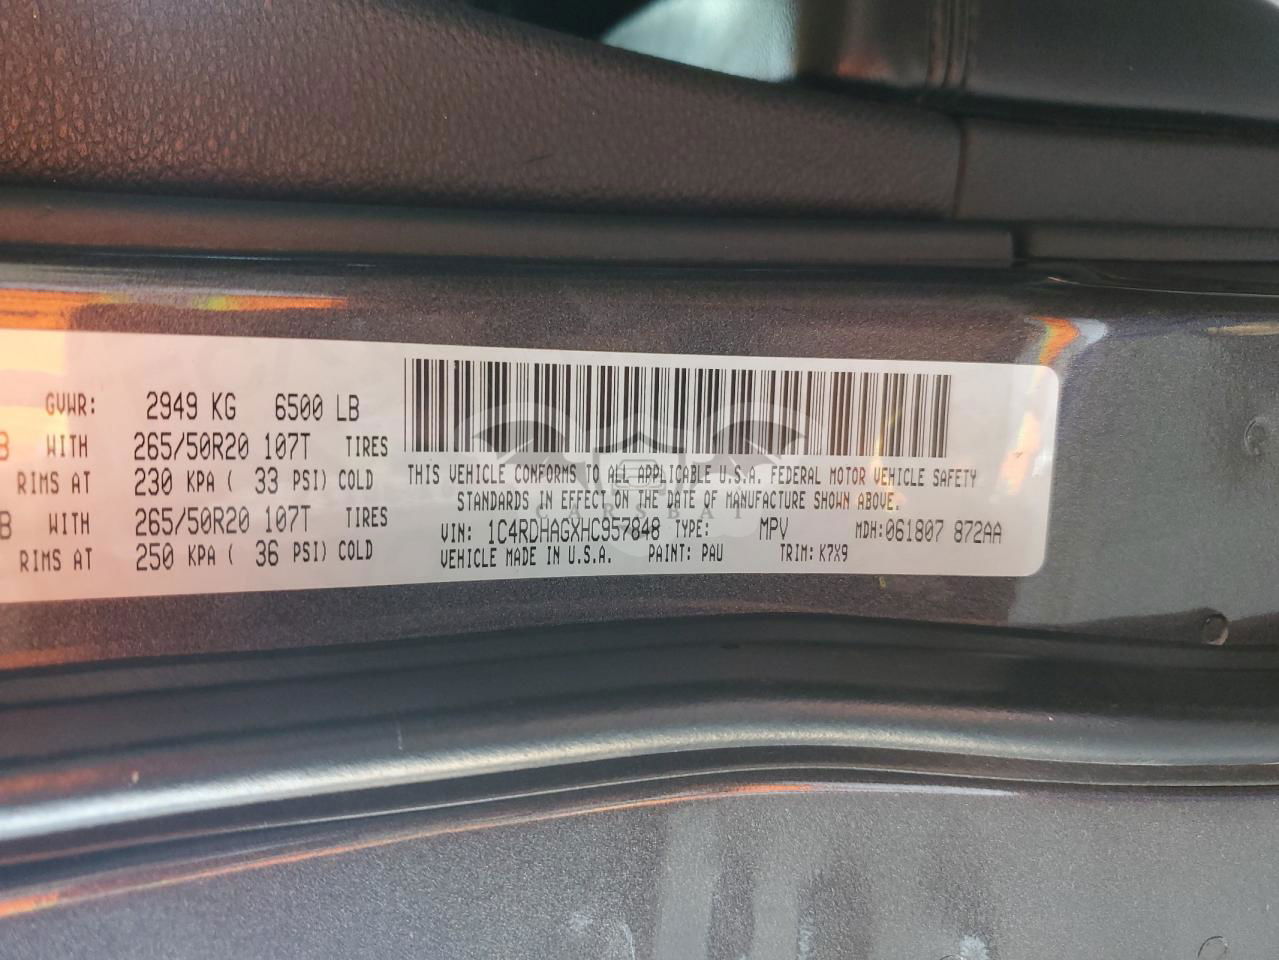 GVWR: 2949 KG 6500 LB
B WITH 265/50R20 107T TIRES
RIMS AT 230 KPA ( 33 PSI) COLD
B WITH 265/50R20 107T TIRES
RIMS AT 250 KPA ( 36 PSI) COLD
THIS VEHICLE CONFORMS TO ALL APPLICABLE U.S.A. FEDERAL MOTOR VEHICLE SAFETY
STANDARDS IN EFFECT ON THE DATE OF MANUFACTURE SHOWN ABOVE.
VIN: 1C4RDHAGXHC957848 TYPE: MPV MDH:061807 872AA
VEHICLE MADE IN U.S.A. PAINT: PAU TRIM: K7X9
CARSBAT